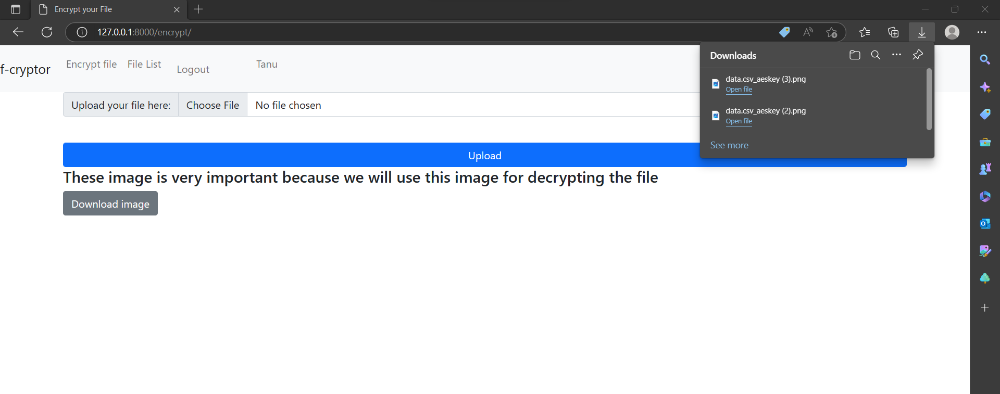 Encrypt your File
127.0.0.1:8000/encrypt/
f-cryptor
Encrypt file
File List
Logout
Tanu
Upload your file here:
Choose File
No file chosen
Upload
These image is very important because we will use this image for decrypting the file
Download image
Downloads
data.csv_aeskey (3).png
Open file
data.csv_aeskey (2).png
Open file
See more